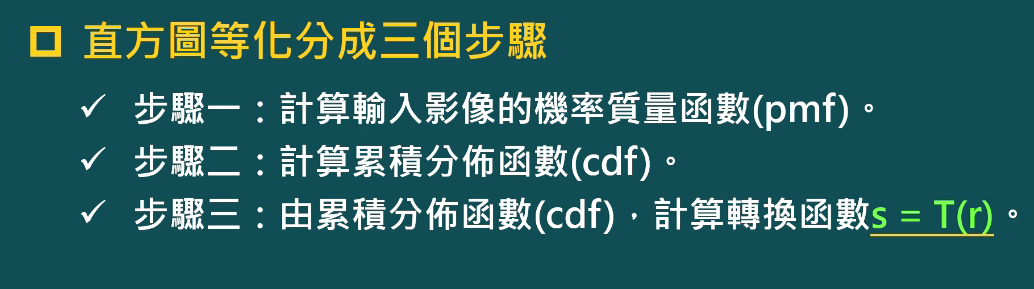 直方圖等化分成三個步驟
步驟一：計算輸入影像的機率質量函數(pmf)。
步驟二：計算累積分佈函數(cdf)。
步驟三：由累積分佈函數(cdf)，計算轉換函數s = T(r)。